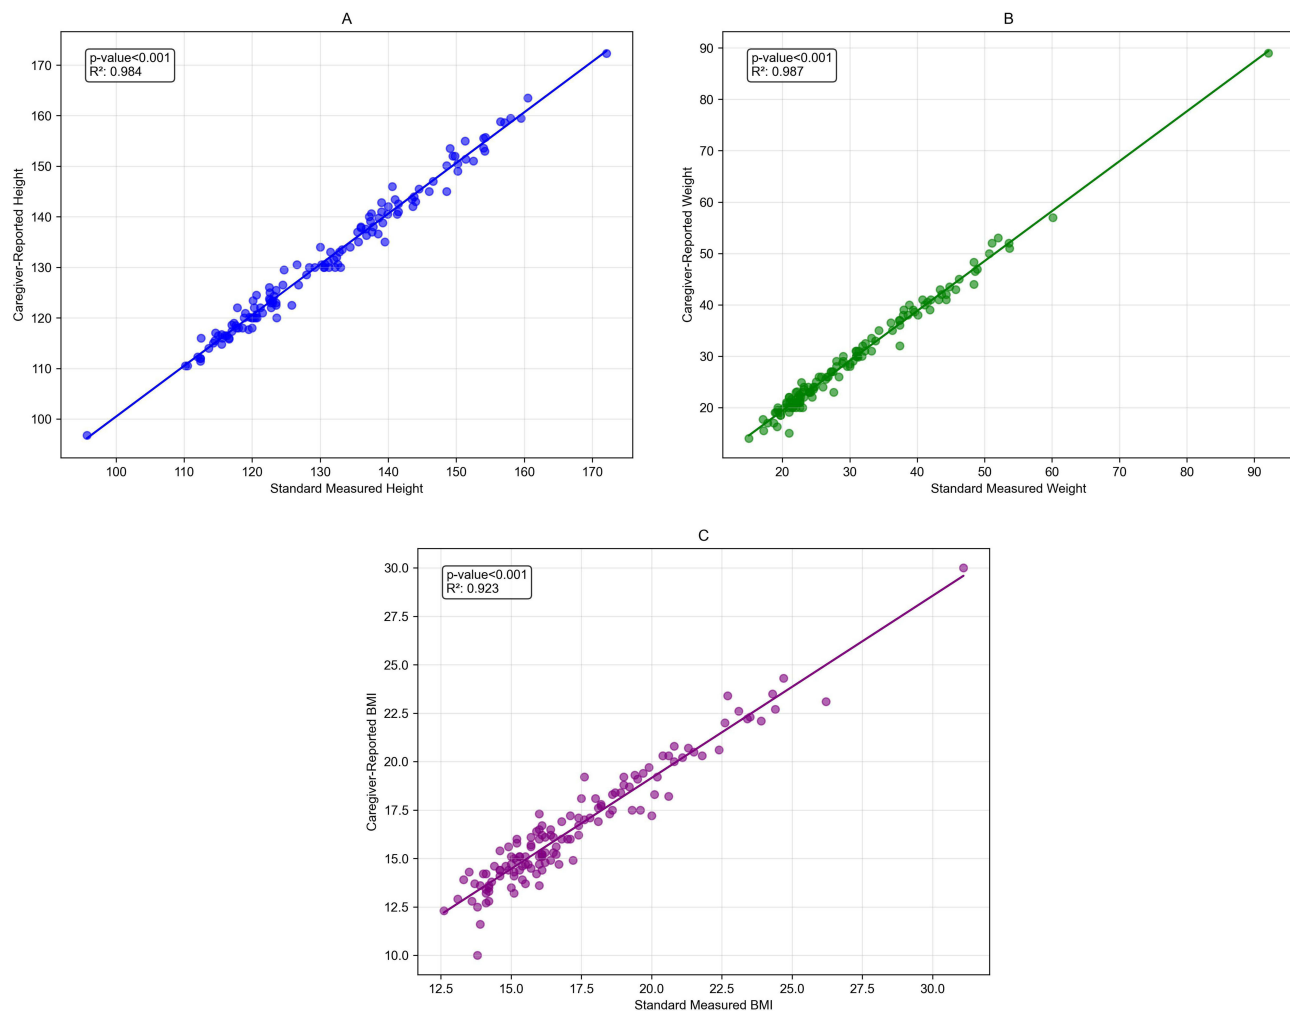 A
p-value<0.001
R²: 0.984
170
160
150
140
130
120
110
100
Caregiver-Reported Height
100 110 120 130 140 150 160 170
Standard Measured Height
B
p-value<0.001
R²: 0.987
90
80
70
60
50
40
30
20
Caregiver-Reported Weight
20 30 40 50 60 70 80 90
Standard Measured Weight
C
p-value<0.001
R²: 0.923
30.0
27.5
25.0
22.5
20.0
17.5
15.0
12.5
10.0
Caregiver-Reported BMI
12.5 15.0 17.5 20.0 22.5 25.0 27.5 30.0
Standard Measured BMI